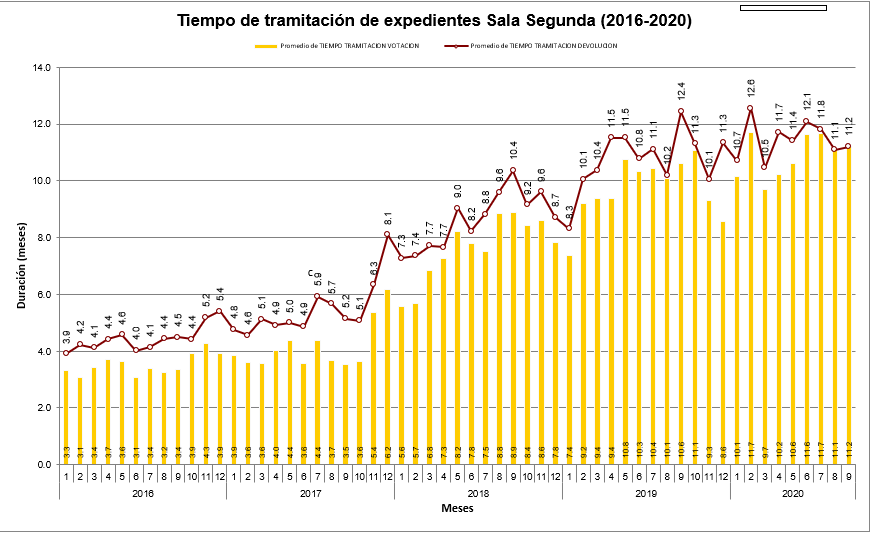 Tiempo de tramitación de expedientes Sala Segunda (2016-2020)
Promedio de TIEMPO TRAMITACION VOTACION Promedio de TIEMPO TRAMITACION DEVOLUCION
14.0
12.0
10.0
8.0
6.0
4.0
2.0
0.0
Duración (meses)
C
3.9 4.2 4.1 4.4 4.6 4.0 4.1 4.4 4.5 4.4 5.2 5.4 4.8 4.6 5.1 4.9 5.0 4.9 5.9 5.7 5.2 5.1 6.3 8.1 7.3 7.4 7.7 7.7 9.0 8.2 8.8 9.6 10.4 9.2 9.6 8.7 8.3 10.1 10.4 11.5 11.5 10.8 11.1 10.2 12.4 11.3 10.1 11.3 10.7 12.6 10.5 11.7 11.4 12.1 11.8 11.1 11.2
3.3 3.1 3.4 3.7 3.6 3.1 3.4 3.2 3.4 3.9 4.3 3.9 3.9 3.6 3.6 4.0 4.4 3.6 4.4 3.7 3.5 3.6 5.4 6.2 5.6 5.7 6.8 7.3 8.2 7.8 7.5 8.8 8.9 8.4 8.6 7.8 7.4 9.2 9.4 9.4 10.8 10.3 10.4 10.1 10.6 11.1 9.3 8.6 10.1 11.7 9.7 10.2 10.6 11.6 11.7 11.1 11.2
1 2 3 4 5 6 7 8 9 10 11 12 1 2 3 4 5 6 7 8 9 10 11 12 1 2 3 4 5 6 7 8 9 10 11 12 1 2 3 4 5 6 7 8 9 10 11 12 1 2 3 4 5 6 7 8 9
2016 2017 2018 2019 2020
Meses